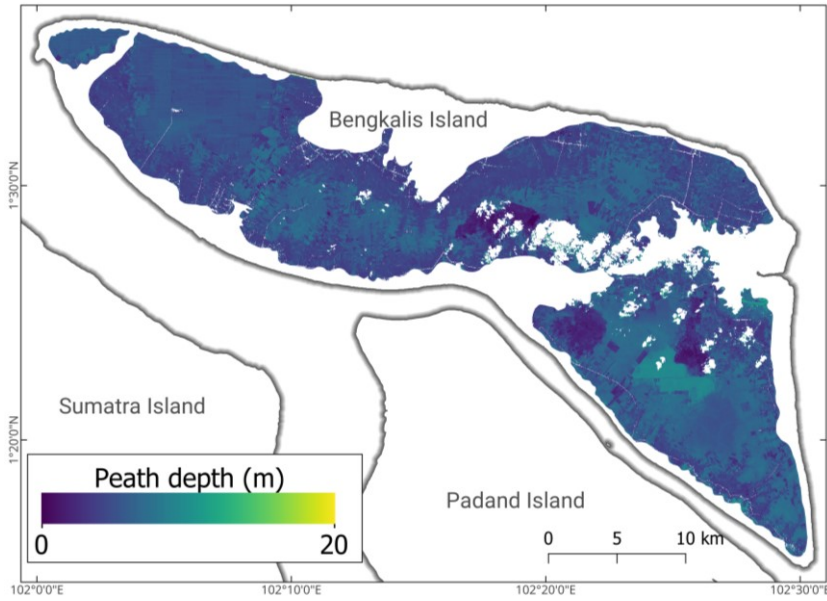 Bengkalis Island
1°30'0"N
Sumatra Island
1°20'0"N
Peath depth (m)
0 20
Padand Island
0 5 10 km
102°0'0"E 102°10'0"E 102°20'0"E 102°30'0"E